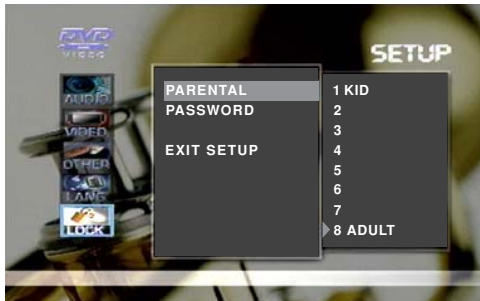 DVD
VIDEO
SETUP
AUDIO
VIDEO
OTHER
LANG
LOCK
PARENTAL
PASSWORD
EXIT SETUP
1 KID
2
3
4
5
6
7
8 ADULT